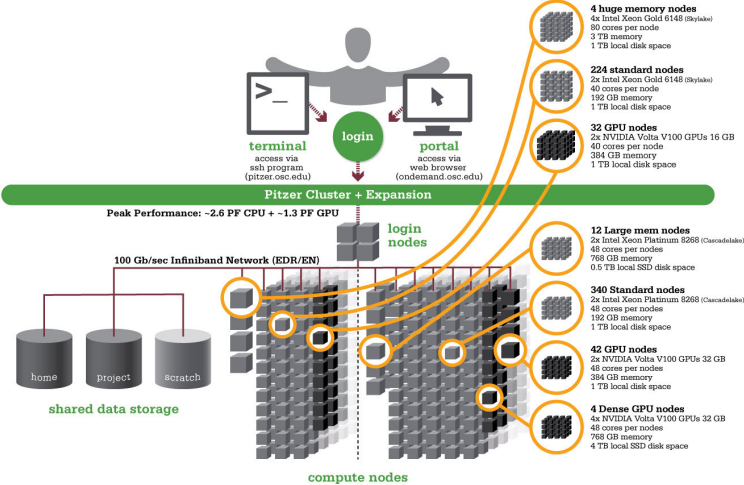 >_
login
terminal
access via
ssh program
(pitzer.osc.edu)
portal
access via
web browser
(ondemand.osc.edu)
Pitzer Cluster + Expansion
Peak Performance: ~2.6 PF CPU + ~1.3 PF GPU
login
nodes
100 Gb/sec Infiniband Network (EDR/EN)
home
project
scratch
shared data storage
compute nodes
4 huge memory nodes
4x Intel Xeon Gold 6148 (Skylake)
80 cores per node
3 TB memory
1 TB local disk space
224 standard nodes
2x Intel Xeon Gold 6148 (Skylake)
40 cores per node
192 GB memory
1 TB local disk space
32 GPU nodes
2x NVIDIA Volta V100 GPUs 16 GB
40 cores per node
384 GB memory
1 TB local disk space
12 Large mem nodes
2x Intel Xeon Platinum 8268 (Cascadelake)
48 cores per node
768 GB memory
0.5 TB local SSD disk space
340 Standard nodes
2x Intel Xeon Platinum 8268 (Cascadelake)
48 cores per node
192 GB memory
1 TB local disk space
42 GPU nodes
2x NVIDIA Volta V100 GPUs 32 GB
48 cores per node
384 GB memory
1 TB local disk space
4 Dense GPU nodes
4x NVIDIA Volta V100 GPUs 32 GB
48 cores per node
768 GB memory
4 TB local SSD disk space